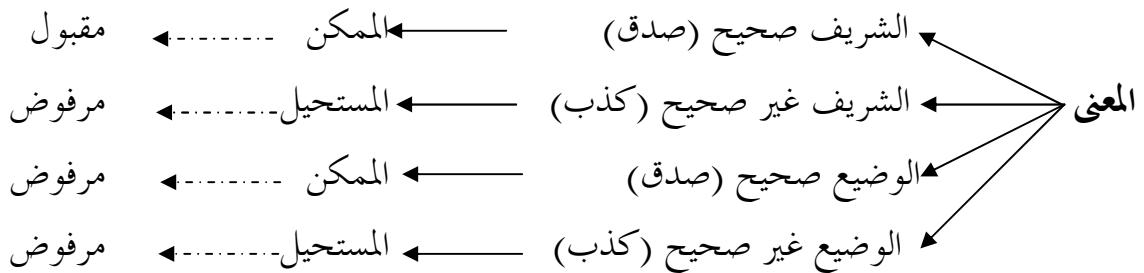 الشريف صحيح (صدق) الممكن مقبول
المعنى الشريف غير صحيح (كذب) المستحيل مرفوض
الوضيع صحيح (صدق) الممكن مرفوض
الوضيع غير صحيح (كذب) المستحيل مرفوض